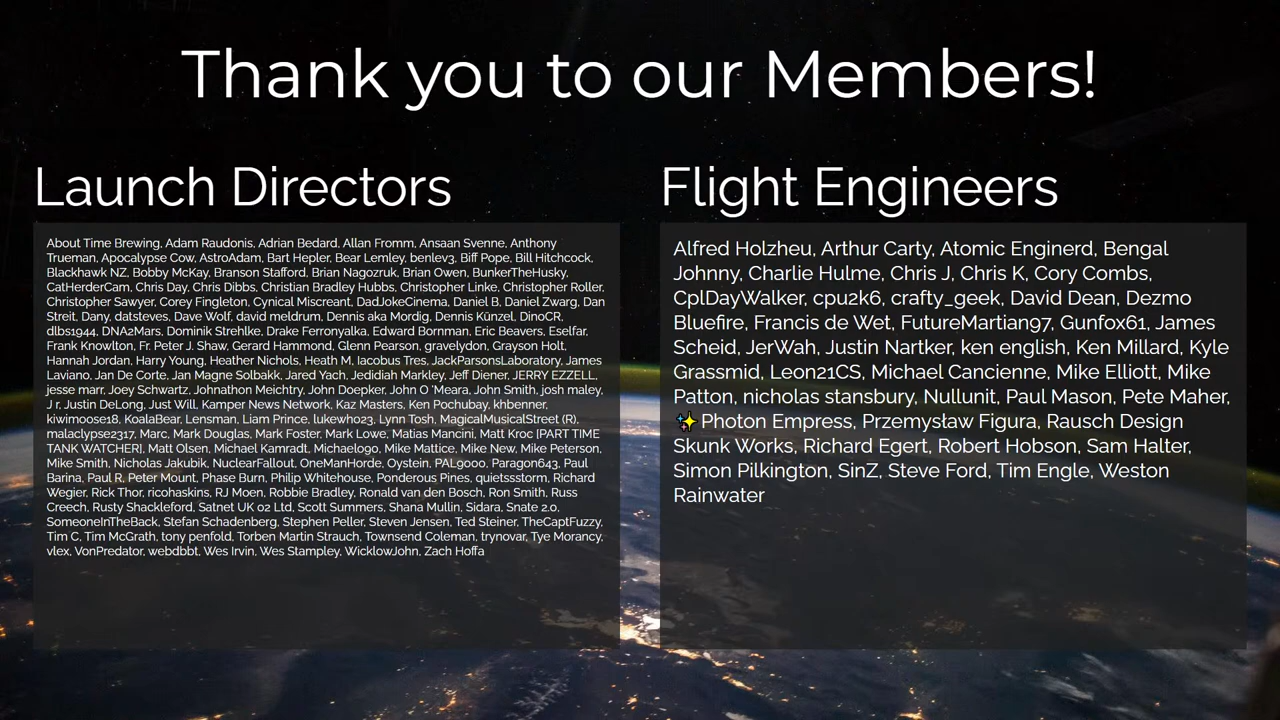 Thank you to our Members!
Launch Directors
About Time Brewing, Adam Raudonis, Adrian Bedard, Allan Fromm, Ansaan Svenne, Anthony
Trueman, Apocalypse Cow, AstroAdam, Bart Hepler, Bear Lemley, benlev3, Biff Pope, Bill Hitchcock,
Blackhawk NZ, Bobby McKay, Branson Stafford, Brian Nagozruk, Brian Owen, BunkerTheHusky,
CatHerderCam, Chris Day, Chris Dibbs, Christian Bradley Hubbs, Christopher Linke, Christopher Roller,
Christopher Sawyer, Corey Fingleton, Cynical Miscreant, DadJokeCinema, Daniel B, Daniel Zwarg, Dan
Streit, Dany, datsteves, Dave Wolf, david meldrum, Dennis aka Mordig, Dennis Künzel, DinoCR,
dlbs1944, DNA2Mars, Dominik Strehlke, Drake Ferronyalka, Edward Bornman, Eric Beavers, Eselfar,
Frank Knowlton, Fr. Peter J. Shaw, Gerard Hammond, Glenn Pearson, gravelydon, Grayson Holt,
Hannah Jordan, Harry Young, Heather Nichols, Heath M, Iacobus Tres, JackParsonsLaboratory, James
Laviano, Jan De Corte, Jan Magne Solbakk, Jared Yach, Jedidiah Markley, Jeff Diener, JERRY EZZELL,
jesse marr, Joey Schwartz, Johnathon Meichtry, John Doepker, John O 'Meara, John Smith, josh maley,
J r, Justin DeLong, Just Will, Kamper News Network, Kaz Masters, Ken Pochubay, khbenner,
kiwimoose18, KoalaBear, Lensman, Liam Prince, lukewho23, Lynn Tosh, MagicalMusicalStreet (R),
malaclypse2317, Marc, Mark Douglas, Mark Foster, Mark Lowe, Matias Mancini, Matt Kroc [PART TIME
TANK WATCHER], Matt Olsen, Michael Kamradt, Michaelogo, Mike Mattice, Mike New, Mike Peterson,
Mike Smith, Nicholas Jakubik, NuclearFallout, OneManHorde, Oystein, PAL9000, Paragon643, Paul
Barina, Paul R, Peter Mount, Phase Burn, Philip Whitehouse, Ponderous Pines, quietssstorm, Richard
Wegier, Rick Thor, ricohaskins, RJ Moen, Robbie Bradley, Ronald van den Bosch, Ron Smith, Russ
Creech, Rusty Shackleford, Satnet UK 02 Ltd, Scott Summers, Shana Mullin, Sidara, Snate 2.0,
SomeoneInTheBack, Stefan Schadenberg, Stephen Peller, Steven Jensen, Ted Steiner, TheCaptFuzzy,
Tim C, Tim McGrath, tony penfold, Torben Martin Strauch, Townsend Coleman, trynovar, Tye Morancy,
vlex, VonPredator, webdbbt, Wes Irvin, Wes Stampley, WicklowJohn, Zach Hoffa
Flight Engineers
Alfred Holzheu, Arthur Carty, Atomic Enginerd, Bengal
Johnny, Charlie Hulme, Chris J, Chris K, Cory Combs,
CplDayWalker, cpu2k6, crafty_geek, David Dean, Dezmo
Bluefire, Francis de Wet, FutureMartian97, Gunfox61, James
Scheid, JerWah, Justin Nartker, ken english, Ken Millard, Kyle
Grassmid, Leon21CS, Michael Cancienne, Mike Elliott, Mike
Patton, nicholas stansbury, Nullunit, Paul Mason, Pete Maher,
✨Photon Empress, Przemysław Figura, Rausch Design
Skunk Works, Richard Egert, Robert Hobson, Sam Halter,
Simon Pilkington, SinZ, Steve Ford, Tim Engle, Weston
Rainwater